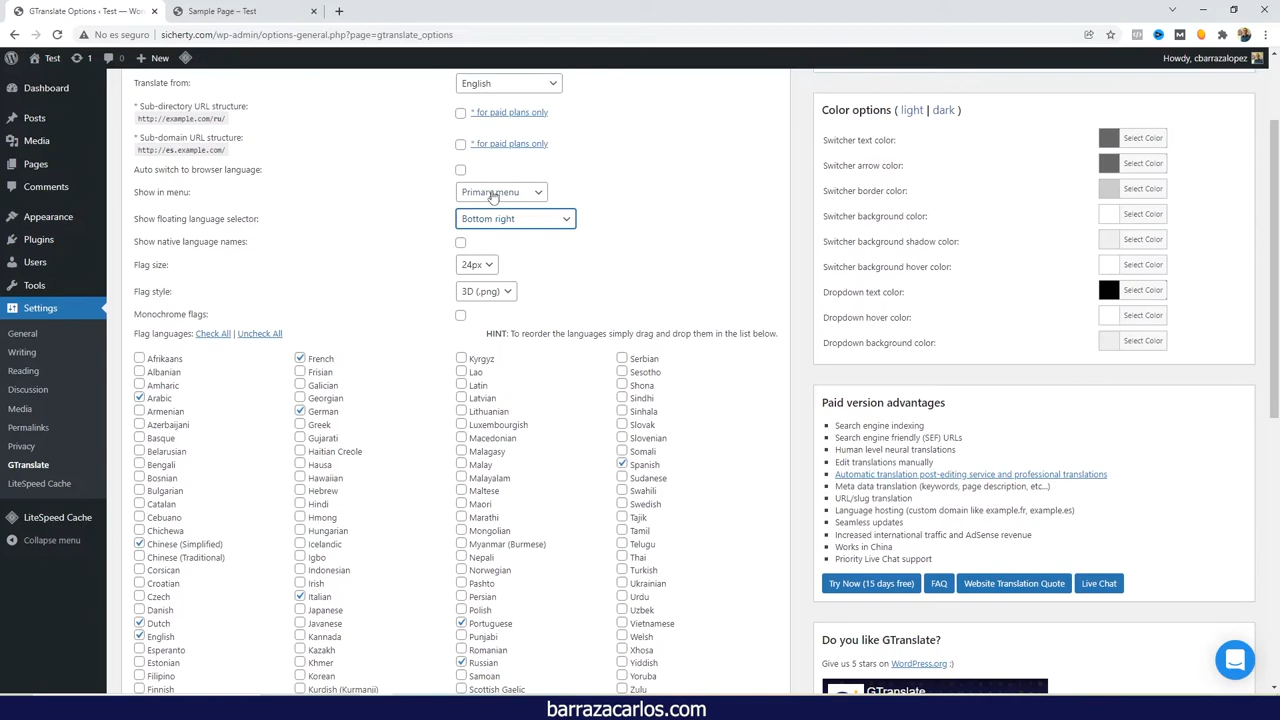 GTranslate Options ‹ Test — Wor
Sample Page – Test
No es seguro
sicherty.com/wp-admin/options-general.php?page=gtranslate_options
Test
1
0
New
Howdy, cbarrazalopez
Dashboard
Posts
Media
Pages
Comments
Appearance
Plugins
Users
Tools
Settings
General
Writing
Reading
Discussion
Media
Permalinks
Privacy
GTranslate
LiteSpeed Cache
LiteSpeed Cache
Collapse menu
Translate from:
English
* Sub-directory URL structure:
http://example.com/ru/
* for paid plans only
* Sub-domain URL structure:
http://es.example.com/
* for paid plans only
Auto switch to browser language:
Show in menu:
Primary menu
Show floating language selector:
Bottom right
Show native language names:
Flag size:
24px
Flag style:
3D (.png)
Monochrome flags:
Flag languages: Check All | Uncheck All
HINT: To reorder the languages simply drag and drop them in the list below.
Afrikaans
Albanian
Amharic
Arabic
Armenian
Azerbaijani
Basque
Belarusian
Bengali
Bosnian
Bulgarian
Catalan
Cebuano
Chichewa
Chinese (Simplified)
Chinese (Traditional)
Corsican
Croatian
Czech
Danish
Dutch
English
Esperanto
Estonian
Filipino
Finnish
French
Frisian
Galician
Georgian
German
Greek
Gujarati
Haitian Creole
Hausa
Hawaiian
Hebrew
Hindi
Hmong
Hungarian
Icelandic
Igbo
Indonesian
Irish
Italian
Japanese
Javanese
Kannada
Kazakh
Khmer
Korean
Kurdish (Kurmanji)
Kyrgyz
Lao
Latin
Latvian
Lithuanian
Luxembourgish
Macedonian
Malagasy
Malay
Malayalam
Maltese
Maori
Marathi
Mongolian
Myanmar (Burmese)
Nepali
Norwegian
Pashto
Persian
Polish
Portuguese
Punjabi
Romanian
Russian
Samoan
Scottish Gaelic
Serbian
Sesotho
Shona
Sindhi
Sinhala
Slovak
Slovenian
Somali
Spanish
Sudanese
Swahili
Swedish
Tajik
Tamil
Telugu
Thai
Turkish
Ukrainian
Urdu
Uzbek
Vietnamese
Welsh
Xhosa
Yiddish
Yoruba
Zulu
Color options ( light | dark )
Switcher text color:
Select Color
Switcher arrow color:
Select Color
Switcher border color:
Select Color
Switcher background color:
Select Color
Switcher background shadow color:
Select Color
Switcher background hover color:
Select Color
Dropdown text color:
Select Color
Dropdown hover color:
Select Color
Dropdown background color:
Select Color
Paid version advantages
Search engine indexing
Search engine friendly (SEF) URLs
Human level neural translations
Edit translations manually
Automatic translation post-editing service and professional translations
Meta data translation (keywords, page description, etc...)
URL/slug translation
Language hosting (custom domain like example.fr, example.es)
Seamless updates
Increased international traffic and AdSense revenue
Works in China
Priority Live Chat support
Try Now (15 days free)
FAQ
Website Translation Quote
Live Chat
Do you like GTranslate?
Give us 5 stars on WordPress.org :)
GTranslate
barrazacarlos.com